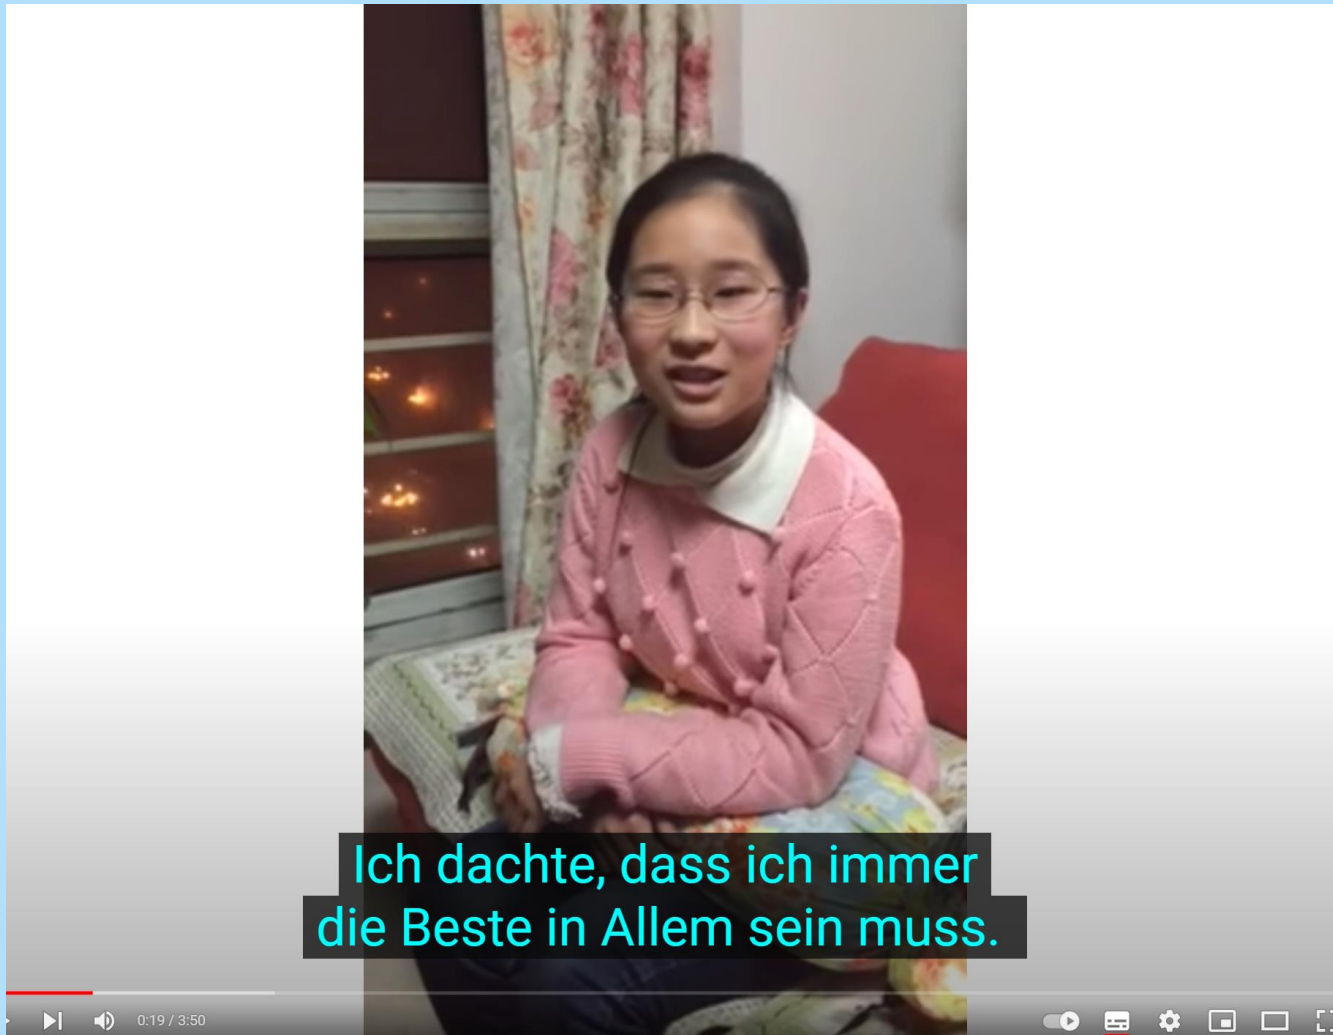 Ich dachte, dass ich immer
die Beste in Allem sein muss.
0:19 / 3:50